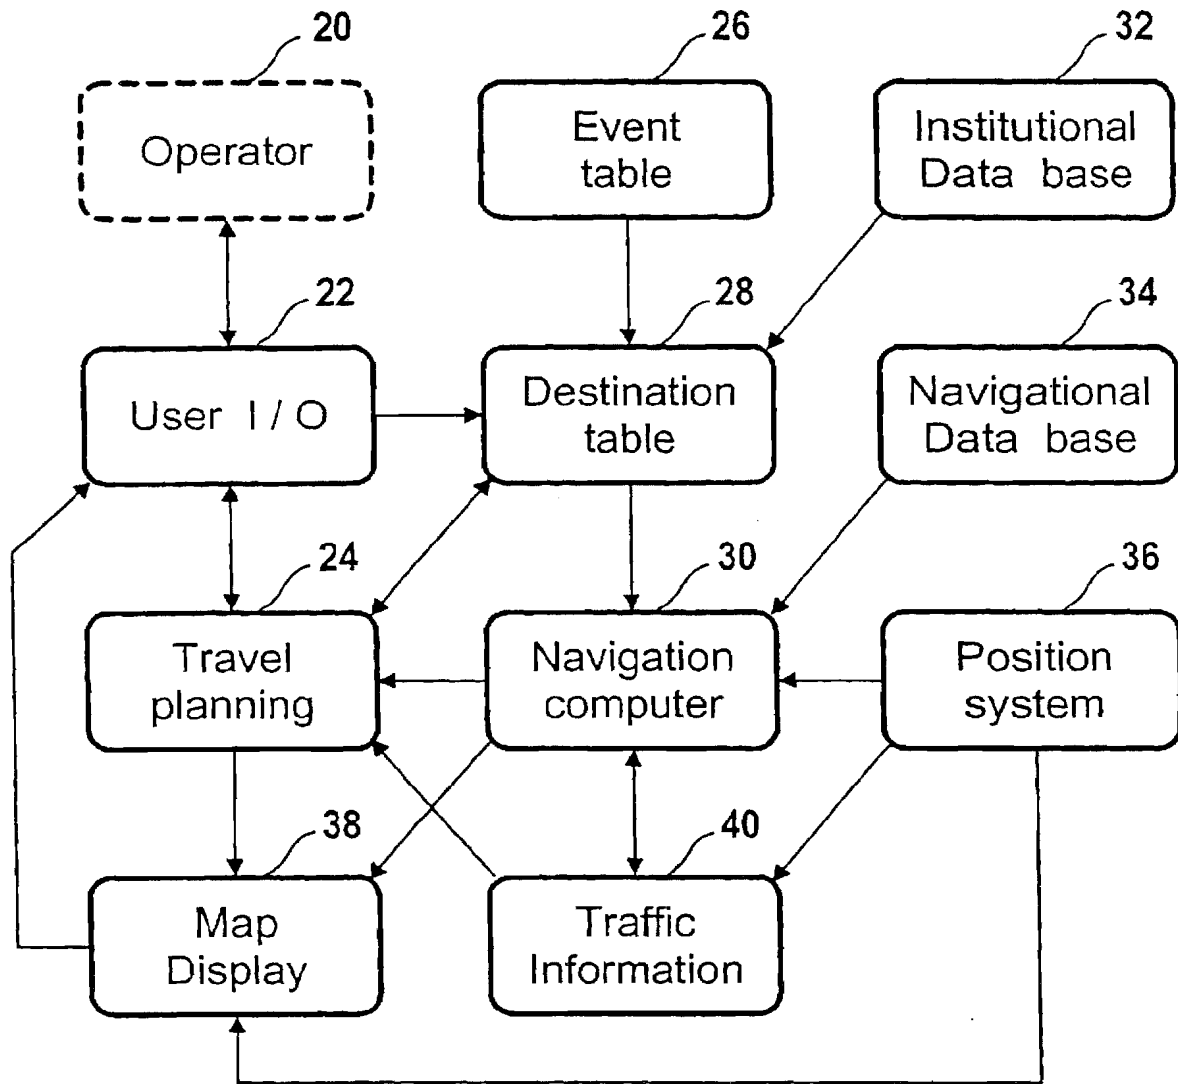 20
26
32
Operator
Event
table
Institutional
Data base
22
28
34
User I / O
Destination
table
Navigational
Data base
24
30
36
Travel
planning
Navigation
computer
Position
system
38
40
Map
Display
Traffic
Information